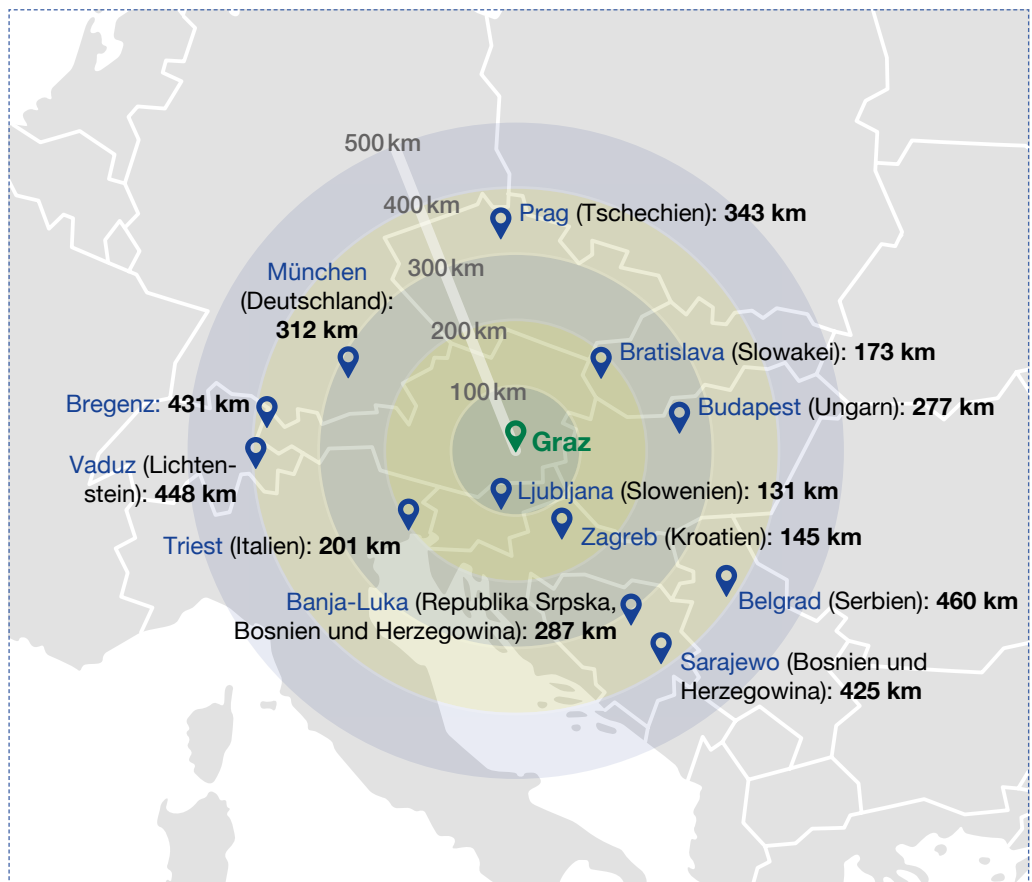 500 km
400 km
Prag (Tschechien): 343 km
300 km
München
(Deutschland):
312 km
200 km
Bratislava (Slowakei): 173 km
100 km
Bregenz: 431 km
Budapest (Ungarn): 277 km
Graz
Vaduz (Lichten-
stein): 448 km
Ljubljana (Slowenien): 131 km
Triest (Italien): 201 km
Zagreb (Kroatien): 145 km
Banja-Luka (Republika Srpska,
Bosnien und Herzegowina): 287 km
Belgrad (Serbien): 460 km
Sarajewo (Bosnien und
Herzegowina): 425 km